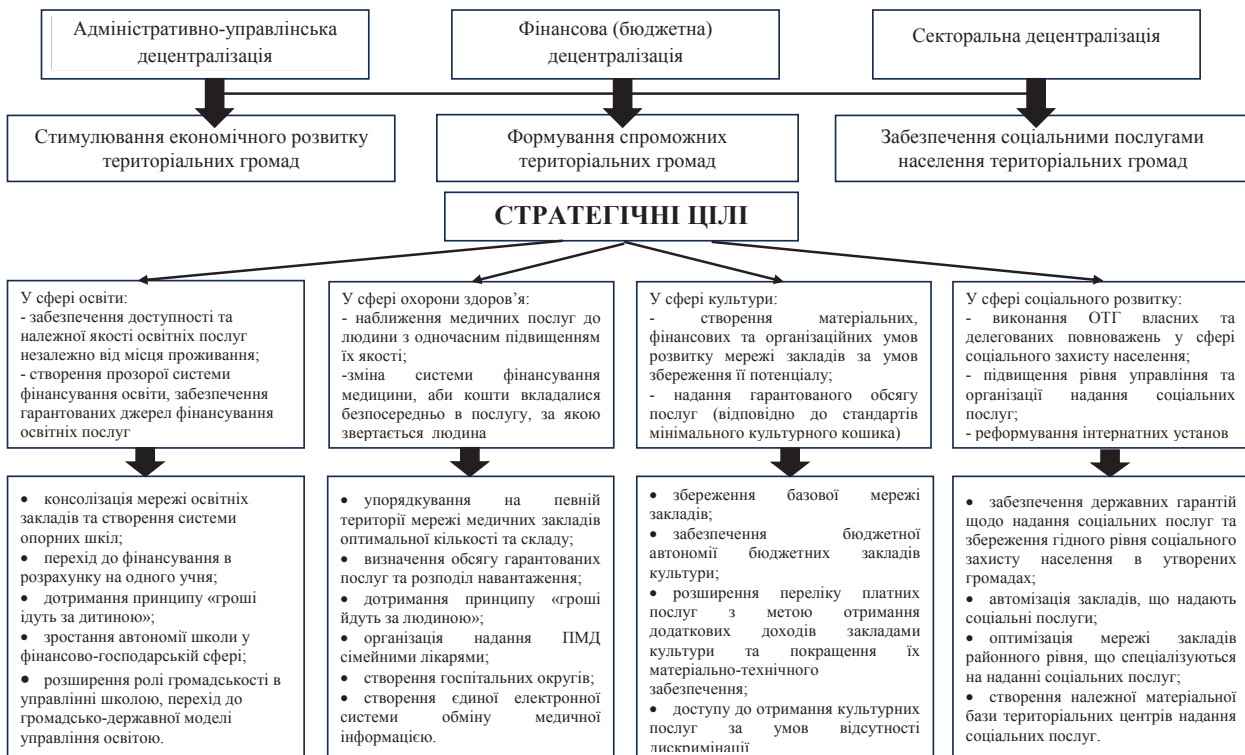 Адміністративно-управлінська
децентралізація
Фінансова (бюджетна)
децентралізація
Секторальна децентралізація
Стимулювання економічного розвитку
територіальних громад
Формування спроможних
територіальних громад
Забезпечення соціальними послугами
населення територіальних громад
СТРАТЕГІЧНІ ЦІЛІ
У сфері освіти:
- забезпечення доступності та
належної якості освітніх послуг
незалежно від місця проживання;
- створення прозорої системи
фінансування освіти, забезпечення
гарантованих джерел фінансування
освітніх послуг
У сфері охорони здоров’я:
- наближення медичних послуг до
людини з одночасним підвищенням
їх якості;
-зміна системи фінансування
медицини, аби кошти вкладалися
безпосередньо в послугу, за якою
звертається людина
У сфері культури:
- створення матеріальних,
фінансових та організаційних умов
розвитку мережі закладів за умов
збереження її потенціалу;
- надання гарантованого обсягу
послуг (відповідно до стандартів
мінімального культурного кошика)
У сфері соціального розвитку:
- виконання ОТГ власних та
делегованих повноважень у сфері
соціального захисту населення;
- підвищення рівня управління та
організації надання соціальних
послуг;
- реформування інтернатних установ
• консолізація мережі освітніх
закладів та створення системи
опорних шкіл;
• перехід до фінансування в
розрахунку на одного учня;
• дотримання принципу «гроші
ідуть за дитиною»;
• зростання автономії школи у
фінансово-господарській сфері;
• розширення ролі громадськості в
управлінні школою, перехід до
громадсько-державної моделі
управління освітою.
• упорядкування на певній
території мережі медичних закладів
оптимальної кількості та складу;
• визначення обсягу гарантованих
послуг та розподіл навантаження;
• дотримання принципу «гроші
йдуть за людиною»;
• організація надання ПМД
сімейними лікарями;
• створення госпітальних округів;
• створення єдиної електронної
системи обміну медичної
інформацією.
• збереження базової мережі
закладів;
• забезпечення бюджетної
автономії бюджетних закладів
культури;
• розширення переліку платних
послуг з метою отримання
додаткових доходів закладами
культури та покращення їх
матеріально-технічного
забезпечення;
• доступу до отримання культурних
послуг за умов відсутності
дискримінації
• забезпечення державних гарантій
щодо надання соціальних послуг та
збереження гідного рівня соціального
захисту населення в утворених
громадах;
• автомізація закладів, що надають
соціальні послуги;
• оптимізація мережі закладів
районного рівня, що спеціалізуються
на наданні соціальних послуг;
• створення належної матеріальної
бази територіальних центрів надання
соціальних послуг.